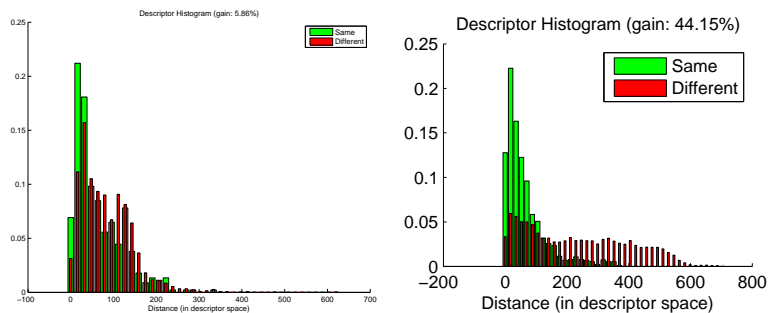 Descriptor Histogram (gain: 5.86%)
Same
Different
0.25
0.2
0.15
0.1
0.05
0
-100 0 100 200 300 400 500 600 700
Distance (in descriptor space)
Descriptor Histogram (gain: 44.15%)
Same
Different
0.25
0.2
0.15
0.1
0.05
0
−200 0 200 400 600 800
Distance (in descriptor space)